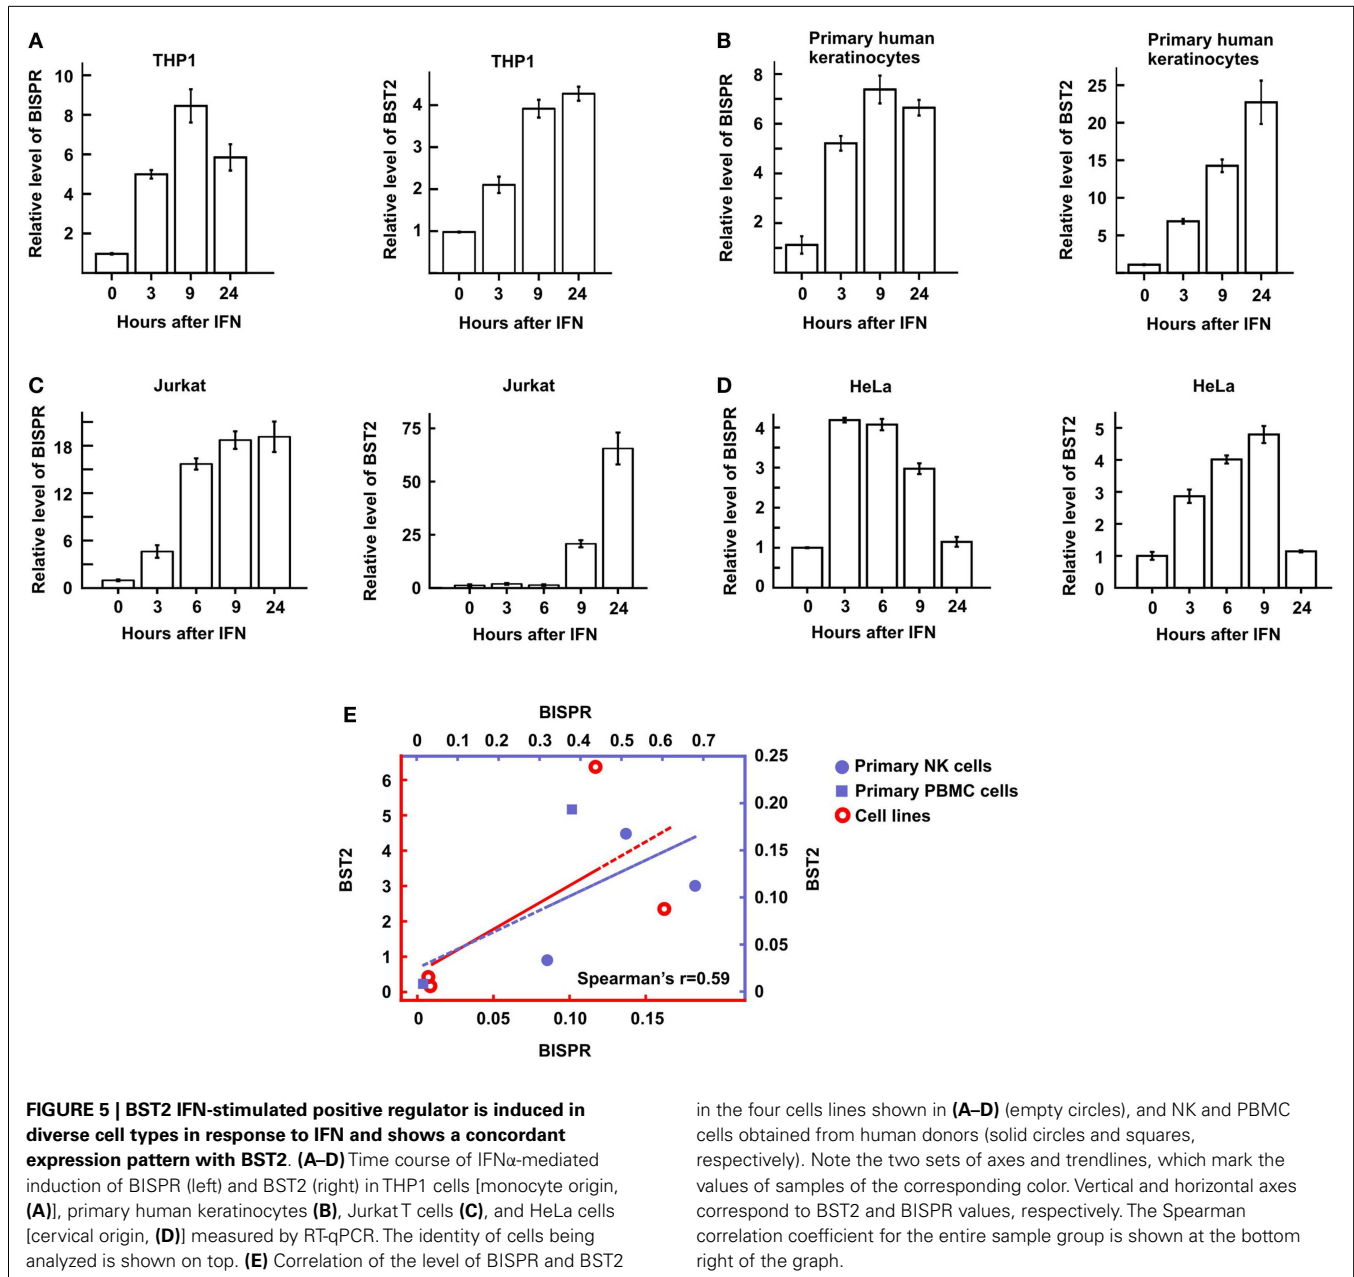 A
THP1
Relative level of BISPR
10
8
6
4
2
0 3 9 24
Hours after IFN
THP1
Relative level of BST2
4
3
2
1
0 3 9 24
Hours after IFN
B
Primary human
keratinocytes
Relative level of BISPR
8
6
4
2
0 3 9 24
Hours after IFN
Primary human
keratinocytes
Relative level of BST2
25
20
15
10
5
0 3 9 24
Hours after IFN
C
Jurkat
Relative level of BISPR
18
12
6
0
0 3 6 9 24
Hours after IFN
Jurkat
Relative level of BST2
75
50
25
0
0 3 6 9 24
Hours after IFN
D
HeLa
Relative level of BISPR
4
3
2
1
0
0 3 6 9 24
Hours after IFN
HeLa
Relative level of BST2
5
4
3
2
1
0
0 3 6 9 24
Hours after IFN
E
BISPR
0 0.1 0.2 0.3 0.4 0.5 0.6 0.7
BST2
6
5
4
3
2
1
0
0.25
0.20
0.15
0.10
0.05
0
BST2
Spearman's r=0.59
0 0.05 0.10 0.15
BISPR
Primary NK cells
Primary PBMC cells
Cell lines
FIGURE 5 | BST2 IFN-stimulated positive regulator is induced in
diverse cell types in response to IFN and shows a concordant
expression pattern with BST2. (A–D) Time course of IFNα-mediated
induction of BISPR (left) and BST2 (right) in THP1 cells [monocyte origin,
(A)], primary human keratinocytes (B), Jurkat T cells (C), and HeLa cells
[cervical origin, (D)] measured by RT-qPCR. The identity of cells being
analyzed is shown on top. (E) Correlation of the level of BISPR and BST2
in the four cells lines shown in (A–D) (empty circles), and NK and PBMC
cells obtained from human donors (solid circles and squares,
respectively). Note the two sets of axes and trendlines, which mark the
values of samples of the corresponding color. Vertical and horizontal axes
correspond to BST2 and BISPR values, respectively. The Spearman
correlation coefficient for the entire sample group is shown at the bottom
right of the graph.